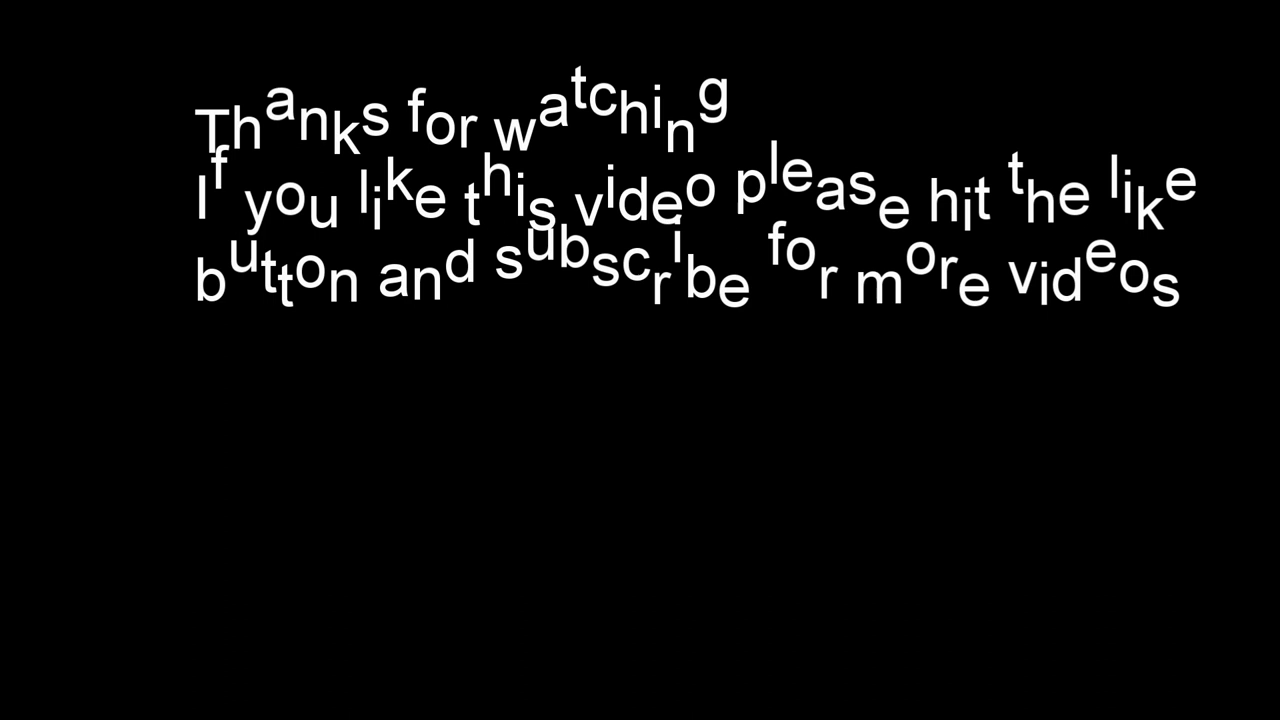 Thanks for watching
If you like this video please hit the like
button and subscribe for more videos